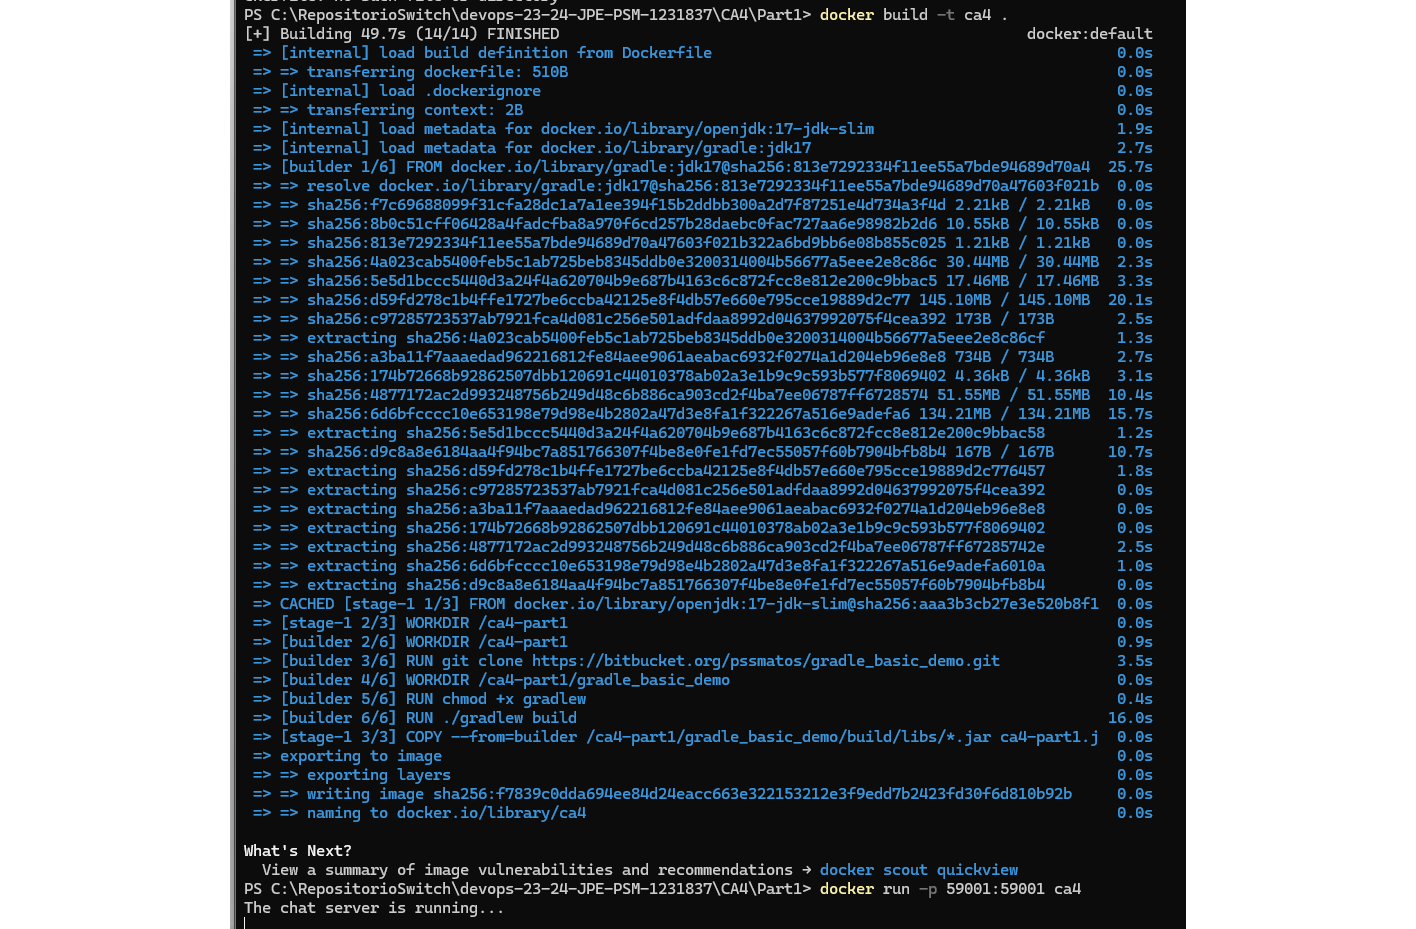 PS C:\RepositorioSwitch\devops-23-24-JPE-PSM-1231837\CA4\Part1> docker build -t ca4 .
[+] Building 49.7s (14/14) FINISHED docker:default
=> [internal] load build definition from Dockerfile 0.0s
=> => transferring dockerfile: 510B 0.0s
=> [internal] load .dockerignore 0.0s
=> => transferring context: 2B 0.0s
=> [internal] load metadata for docker.io/library/openjdk:17-jdk-slim 1.9s
=> [internal] load metadata for docker.io/library/gradle:jdk17 2.7s
=> [builder 1/6] FROM docker.io/library/gradle:jdk17@sha256:813e7292334f11ee55a7bde94689d70a4 25.7s
=> => resolve docker.io/library/gradle:jdk17@sha256:813e7292334f11ee55a7bde94689d70a47603f021b 0.0s
=> => sha256:f7c69688099f31cfa28dc1a7a1ee394f15b2ddbb300a2d7f87251e4d734a3f4d 2.21kB / 2.21kB 0.0s
=> => sha256:8b0c51cff06428a4fadcfba8a970f6cd257b28daebc0fac727aa6e98982b2d6 10.55kB / 10.55kB 0.0s
=> => sha256:813e7292334f11ee55a7bde94689d70a47603f021b322a6bd9bb6e08b855c025 1.21kB / 1.21kB 0.0s
=> => sha256:4a023cab5400feb5c1ab725beb8345ddb0e3200314004b56677a5eee2e8c86c 30.44MB / 30.44MB 2.3s
=> => sha256:5e5d1bccc5440d3a24f4a620704b9e687b4163c6c872fcc8e812e200c9bbac5 17.46MB / 17.46MB 3.3s
=> => sha256:d59fd278c1b4ffe1727be6ccba42125e8f4db57e660e795cce19889d2c77 145.10MB / 145.10MB 20.1s
=> => sha256:c97285723537ab7921fca4d081c256e501adfdaa8992d04637992075f4cea392 173B / 173B 2.5s
=> => extracting sha256:4a023cab5400feb5c1ab725beb8345ddb0e3200314004b56677a5eee2e8c86cf 1.3s
=> => sha256:a3ba11f7aaaedad962216812fe84aee9061aeabac6932f0274a1d204eb96e8e8 734B / 734B 2.7s
=> => sha256:174b72668b92862507dbb120691c44010378ab02a3e1b9c9c593b577f8069402 4.36kB / 4.36kB 3.1s
=> => sha256:4877172ac2d993248756b249d48c6b886ca903cd2f4ba7ee06787ff6728574 51.55MB / 51.55MB 10.4s
=> => sha256:6d6bfcccc10e653198e79d98e4b2802a47d3e8fa1f322267a516e9adefa6 134.21MB / 134.21MB 15.7s
=> => extracting sha256:5e5d1bccc5440d3a24f4a620704b9e687b4163c6c872fcc8e812e200c9bbac58 1.2s
=> => sha256:d9c8a8e6184aa4f94bc7a851766307f4be8e0fe1fd7ec55057f60b7904bfb8b4 167B / 167B 10.7s
=> => extracting sha256:d59fd278c1b4ffe1727be6ccba42125e8f4db57e660e795cce19889d2c776457 1.8s
=> => extracting sha256:c97285723537ab7921fca4d081c256e501adfdaa8992d04637992075f4cea392 0.0s
=> => extracting sha256:a3ba11f7aaaedad962216812fe84aee9061aeabac6932f0274a1d204eb96e8e8 0.0s
=> => extracting sha256:174b72668b92862507dbb120691c44010378ab02a3e1b9c9c593b577f8069402 0.0s
=> => extracting sha256:4877172ac2d993248756b249d48c6b886ca903cd2f4ba7ee06787ff67285742e 2.5s
=> => extracting sha256:6d6bfcccc10e653198e79d98e4b2802a47d3e8fa1f322267a516e9adefa6010a 1.0s
=> => extracting sha256:d9c8a8e6184aa4f94bc7a851766307f4be8e0fe1fd7ec55057f60b7904bfb8b4 0.0s
=> CACHED [stage-1 1/3] FROM docker.io/library/openjdk:17-jdk-slim@sha256:aaa3b3cb27e3e520b8f1 0.0s
=> [stage-1 2/3] WORKDIR /ca4-part1 0.0s
=> [builder 2/6] WORKDIR /ca4-part1 0.9s
=> [builder 3/6] RUN git clone https://bitbucket.org/pssmatos/gradle_basic_demo.git 3.5s
=> [builder 4/6] WORKDIR /ca4-part1/gradle_basic_demo 0.0s
=> [builder 5/6] RUN chmod +x gradlew 0.4s
=> [builder 6/6] RUN ./gradlew build 16.0s
=> [stage-1 3/3] COPY --from=builder /ca4-part1/gradle_basic_demo/build/libs/*.jar ca4-part1.j 0.0s
=> exporting to image 0.0s
=> => exporting layers 0.0s
=> => writing image sha256:f7839c0dda694ee84d24eacc663e322153212e3f9edd7b2423fd30f6d810b92b 0.0s
=> => naming to docker.io/library/ca4 0.0s
What's Next?
View a summary of image vulnerabilities and recommendations → docker scout quickview
PS C:\RepositorioSwitch\devops-23-24-JPE-PSM-1231837\CA4\Part1> docker run -p 59001:59001 ca4
The chat server is running...